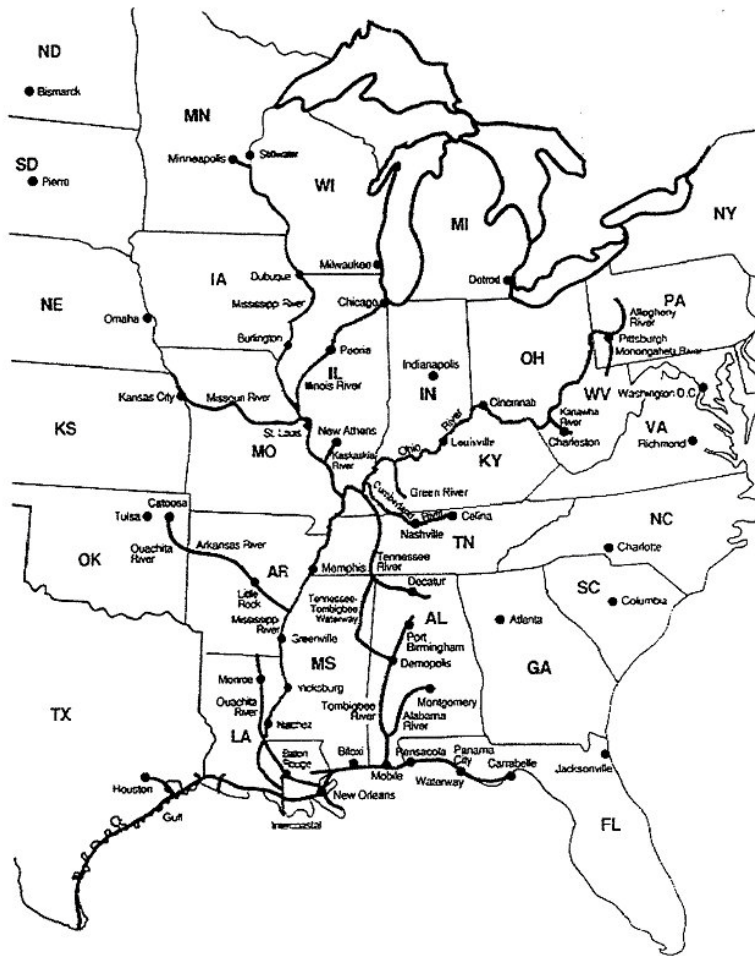 ND
Bismarck
MN
Minneapolis
Stillwater
SD
Pierre
WI
MI
NY
Milwaukee
Detroit
IA
Dubuque
Mississippi River
Chicago
PA
Allegheny
River
Pittsburgh
Monongahela River
NE
Omaha
Burlington
Peoria
IL
Illinois River
Indianapolis
IN
OH
Cincinnati
WV
Kanawha
River
Charleston
Washington D.C.
VA
Richmond
Kansas City
Missouri River
KS
St. Louis
MO
New Athens
Kaskaskia
River
Ohio
River
Louisville
KY
Green River
Cumberland
River
Celina
Nashville
TN
NC
Charlotte
Tulsa
Catoosa
OK
Ouachita
River
Arkansas River
AR
Little
Rock
Memphis
Tennessee
River
Decatur
SC
Columbia
Tennessee-
Tombigbee
Waterway
AL
Port
Birmingham
Atlanta
GA
Mississippi
River
Greenville
MS
Demopolis
TX
Monroe
Ouachita
River
Vicksburg
Tombigbee
River
Montgomery
Alabama
River
LA
Natchez
Baton
Rouge
Biloxi
Mobile
Pensacola
Waterway
Panama
City
Carrabelle
Jacksonville
Houston
Gulf
New Orleans
Intercoastal
FL